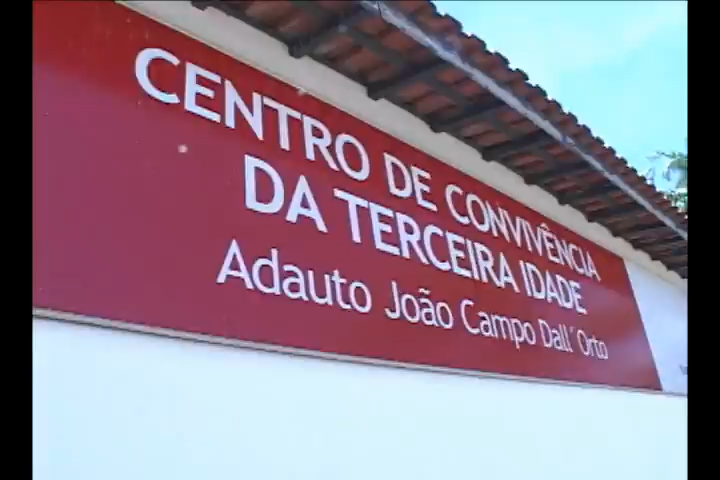 CENTRO DE CONVIVÊNCIA
DA TERCEIRA IDADE
Adauto João Campo Dall'Orto